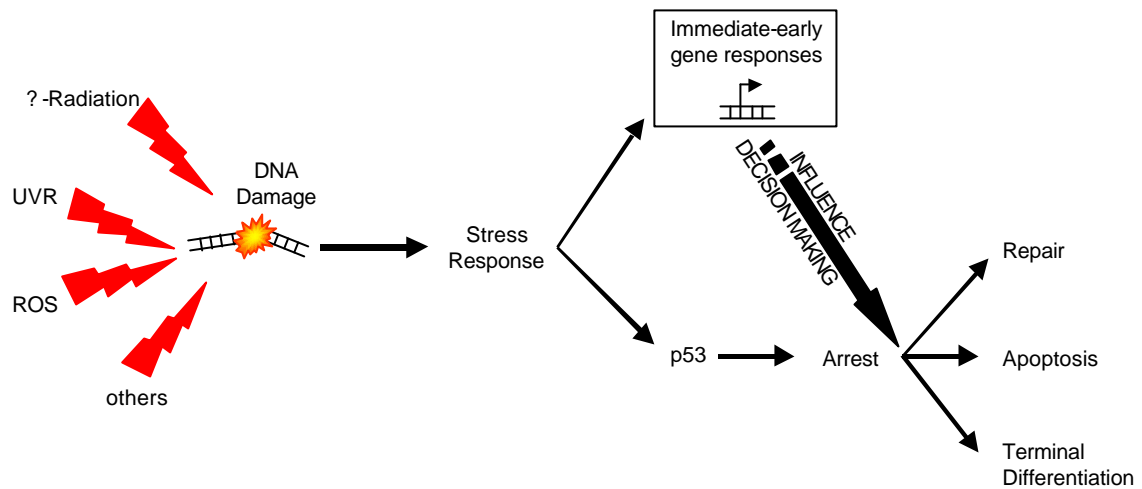 Immediate-early
gene responses
? -Radiation
DNA
Damage
UVR
ROS
others
Stress
Response
INFLUENCE
DECISION MAKING
p53
Arrest
Repair
Apoptosis
Terminal
Differentiation